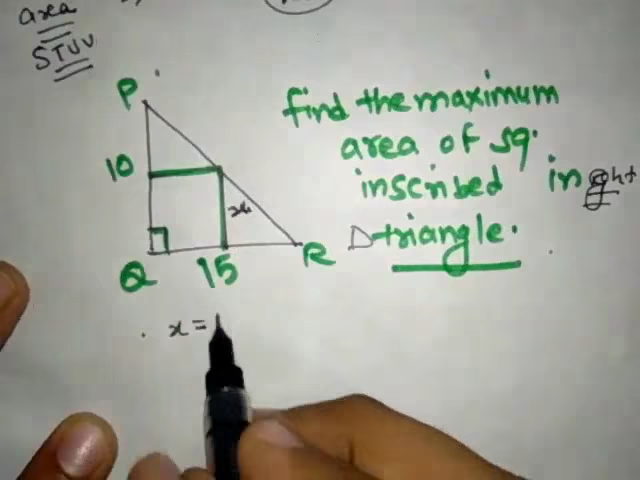 area
STUV
P
find the maximum
area of sq.
10
inscribed in right
x
triangle.
Q 15 R
x =